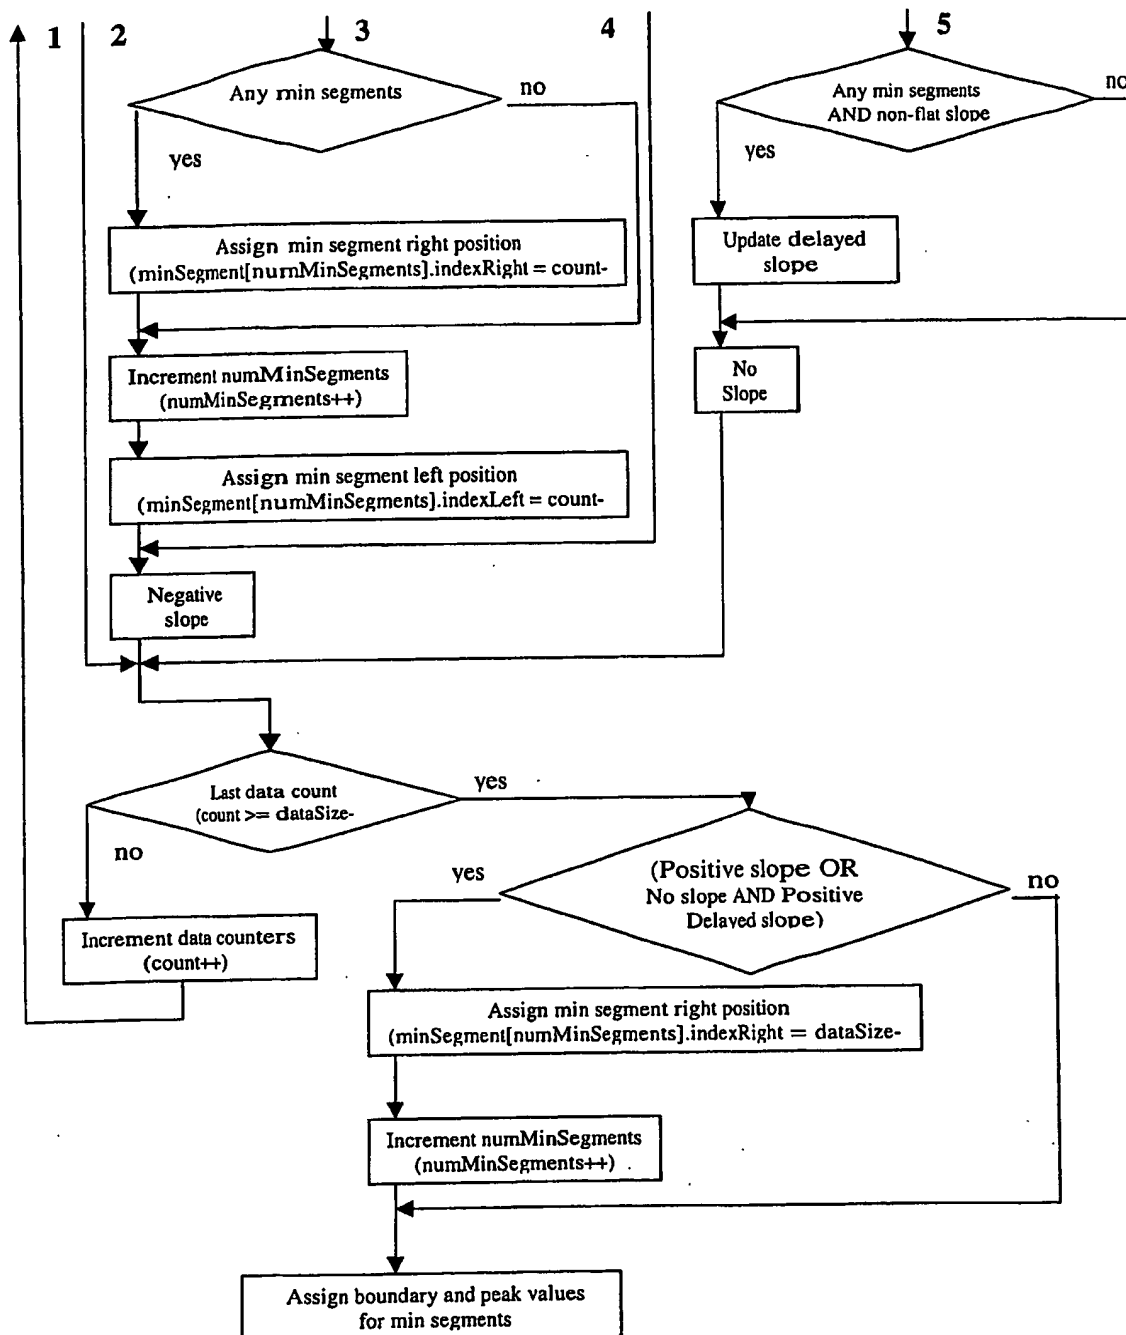 1
2
3
4
5
Any min segments
no
yes
Any min segments
AND non-flat slope
no
yes
Assign min segment right position
(minSegment[numMinSegments].indexRight = count-
Update delayed
slope
Increment numMinSegments
(numMinSegments++)
No
Slope
Assign min segment left position
(minSegment[numMinSegments].indexLeft = count-
Negative
slope
Last data count
(count >= dataSize-
yes
no
(Positive slope OR
No slope AND Positive
Delayed slope)
yes
no
Increment data counters
(count++)
Assign min segment right position
(minSegment[numMinSegments].indexRight = dataSize-
Increment numMinSegments
(numMinSegments++)
Assign boundary and peak values
for min segments